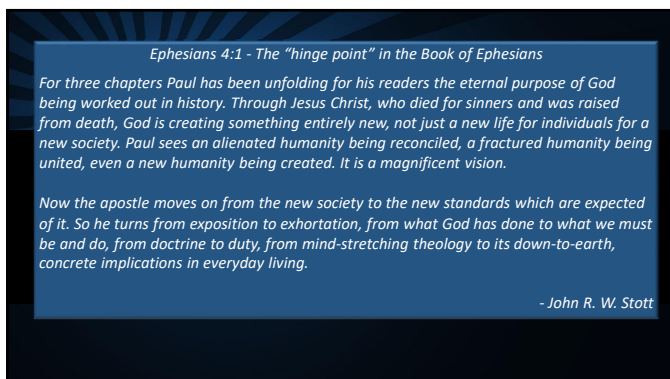 Ephesians 4:1 - The “hinge point” in the Book of Ephesians
For three chapters Paul has been unfolding for his readers the eternal purpose of God
being worked out in history. Through Jesus Christ, who died for sinners and was raised
from death, God is creating something entirely new, not just a new life for individuals for a
new society. Paul sees an alienated humanity being reconciled, a fractured humanity being
united, even a new humanity being created. It is a magnificent vision.
Now the apostle moves on from the new society to the new standards which are expected
of it. So he turns from exposition to exhortation, from what God has done to what we must
be and do, from doctrine to duty, from mind-stretching theology to its down-to-earth,
concrete implications in everyday living.
- John R. W. Stott